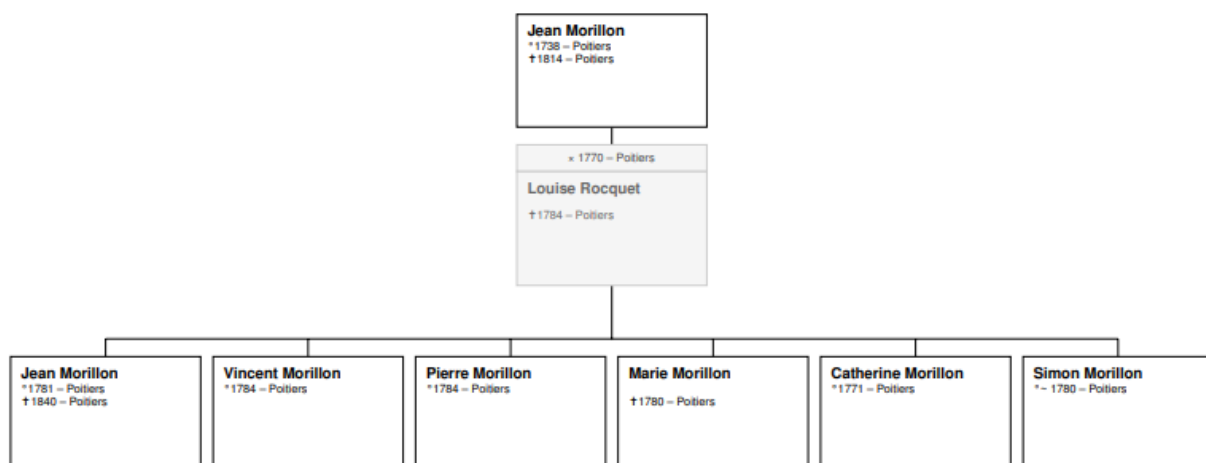 Jean Morillon
*1738 – Poitiers
✝1814 – Poitiers
× 1770 – Poitiers
Louise Rocquet
✝1784 – Poitiers
Jean Morillon
*1781 – Poitiers
✝1840 – Poitiers
Vincent Morillon
*1784 – Poitiers
Pierre Morillon
*1784 – Poitiers
Marie Morillon
✝1780 – Poitiers
Catherine Morillon
*1771 – Poitiers
Simon Morillon
*~ 1780 – Poitiers